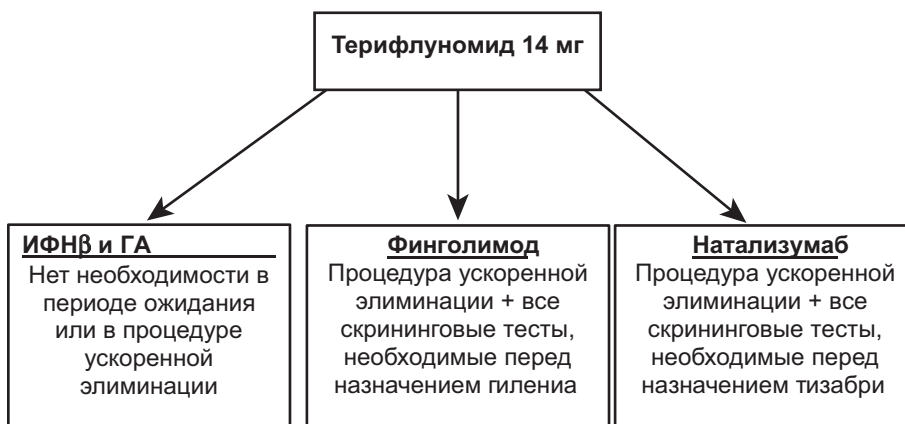 Терифлуномид 14 мг
ИФНβ и ГА
Нет необходимости в
периоде ожидания
или в процедуре
ускоренной
элиминации
Финголимод
Процедура ускоренной
элиминации + все
скрининговые тесты,
необходимые перед
назначением гилениа
Натализумаб
Процедура ускоренной
элиминации + все
скрининговые тесты,
необходимые перед
назначением тизабри